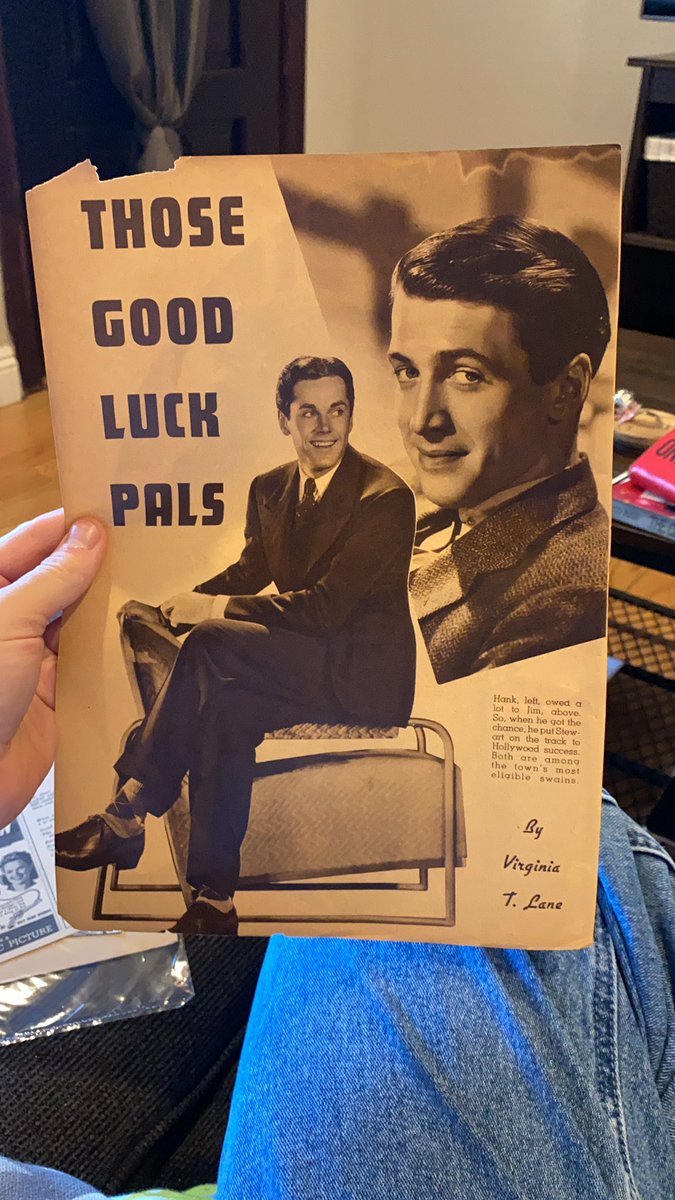 THOSE
GOOD
LUCK
PALS
Hank, left, owed a
lot to Jim, above.
So, when he got the
chance, he put Stew-
art on the track to
Hollywood success.
Both are among
the town's most
eligible swains.
By
Virginia
T. Lane
PICTURE